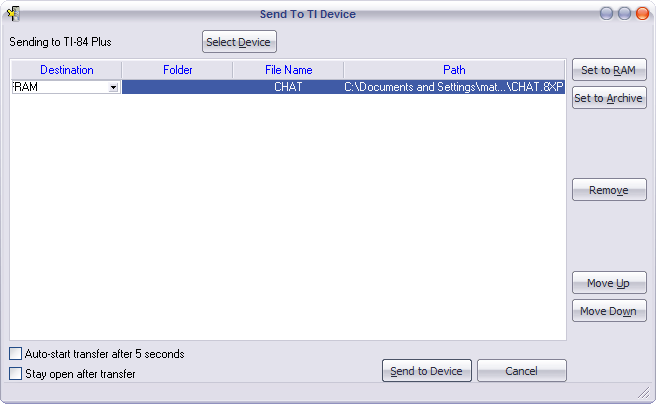 Send To TI Device
Sending to TI-84 Plus
Select Device
Destination Folder File Name Path
RAM CHAT C:\Documents and Settings\mat...\CHAT.8XP
Set to RAM
Set to Archive
Remove
Move Up
Move Down
Auto-start transfer after 5 seconds
Stay open after transfer
Send to Device
Cancel